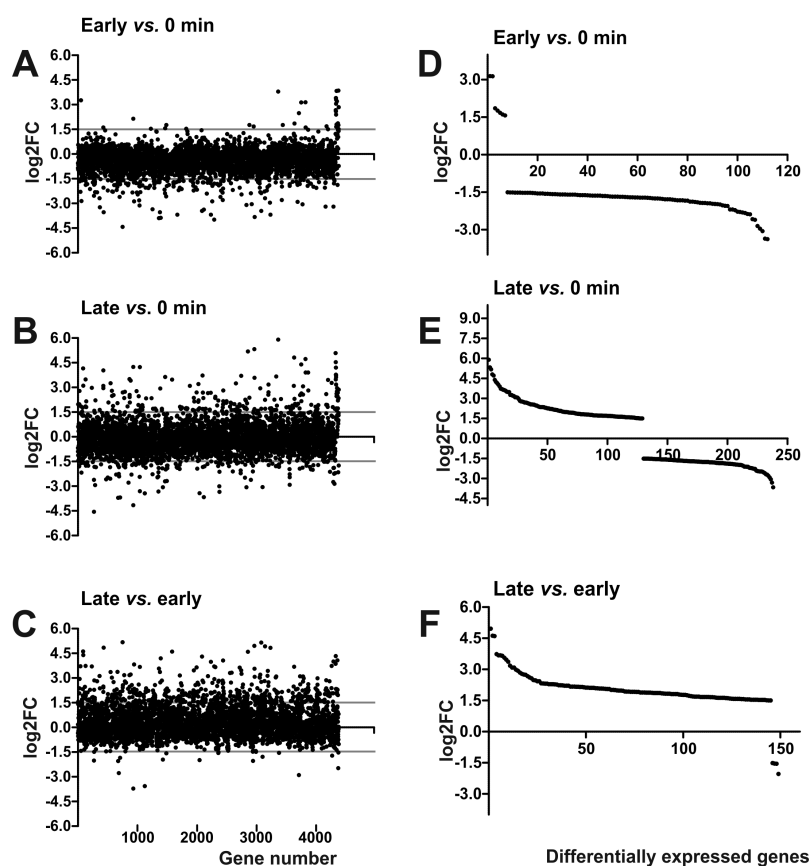 Early vs. 0 min
A
6.0
4.5
3.0
1.5
0.0
-1.5
-3.0
-4.5
-6.0
log2FC
Early vs. 0 min
D
3.0
1.5
0.0
-1.5
-3.0
log2FC
20 40 60 80 100 120
Late vs. 0 min
B
6.0
4.5
3.0
1.5
0.0
-1.5
-3.0
-4.5
-6.0
log2FC
Late vs. 0 min
E
9.0
7.5
6.0
4.5
3.0
1.5
0.0
-1.5
-3.0
-4.5
log2FC
50 100 150 200 250
Late vs. early
C
6.0
4.5
3.0
1.5
0.0
-1.5
-3.0
-4.5
-6.0
log2FC
1000 2000 3000 4000
Gene number
Late vs. early
F
6.0
4.5
3.0
1.5
0.0
-1.5
-3.0
log2FC
50 100 150
Differentially expressed genes